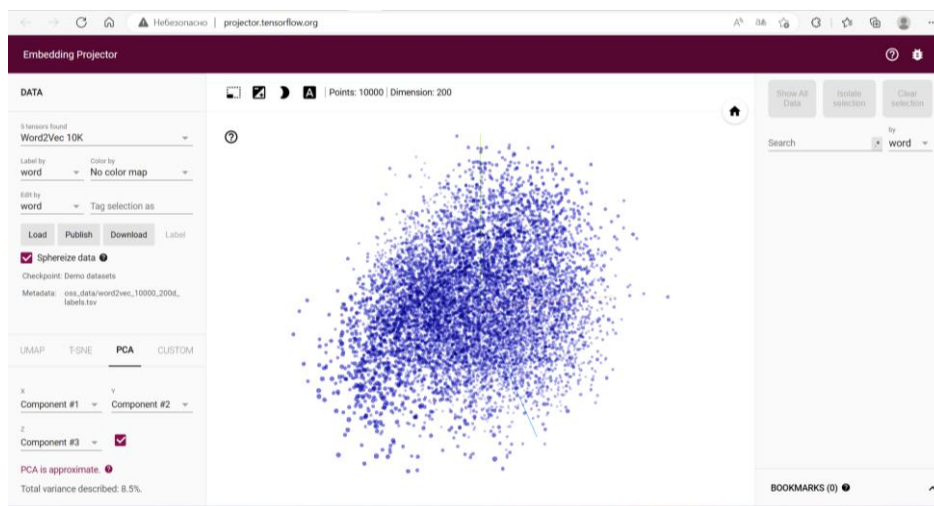 Небезопасно | projector.tensorflow.org
Embedding Projector
DATA
5 tensors found
Word2Vec 10K
Label by Color by
word No color map
Edit by
word Tag selection as
Load Publish Download Label
Sphereize data
Checkpoint: Demo datasets
Metadata: oss_data/word2vec_10000_200d_
labels.tsv
UMAP T-SNE PCA CUSTOM
X Y
Component #1 Component #2
Z
Component #3
PCA is approximate.
Total variance described: 8.5%.
A Points: 10000 | Dimension: 200
Show All
Data
Isolate
selection
Clear
selection
Search
by
word
BOOKMARKS (0)